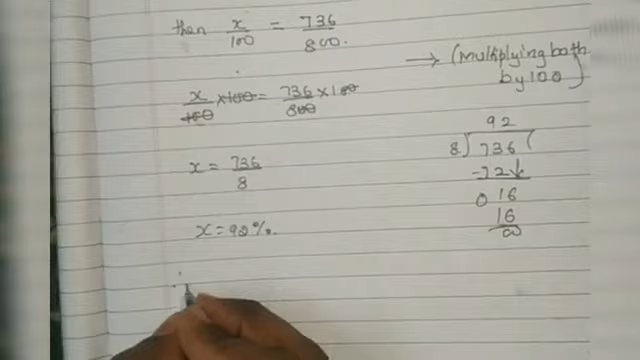 then x/100 = 736/800.
→ (Multiplying both by 100)
x/100 × 100 = 736/800 × 100
x = 736/8
x = 92%.
92
8) 736 (
-72↓
016
16
00